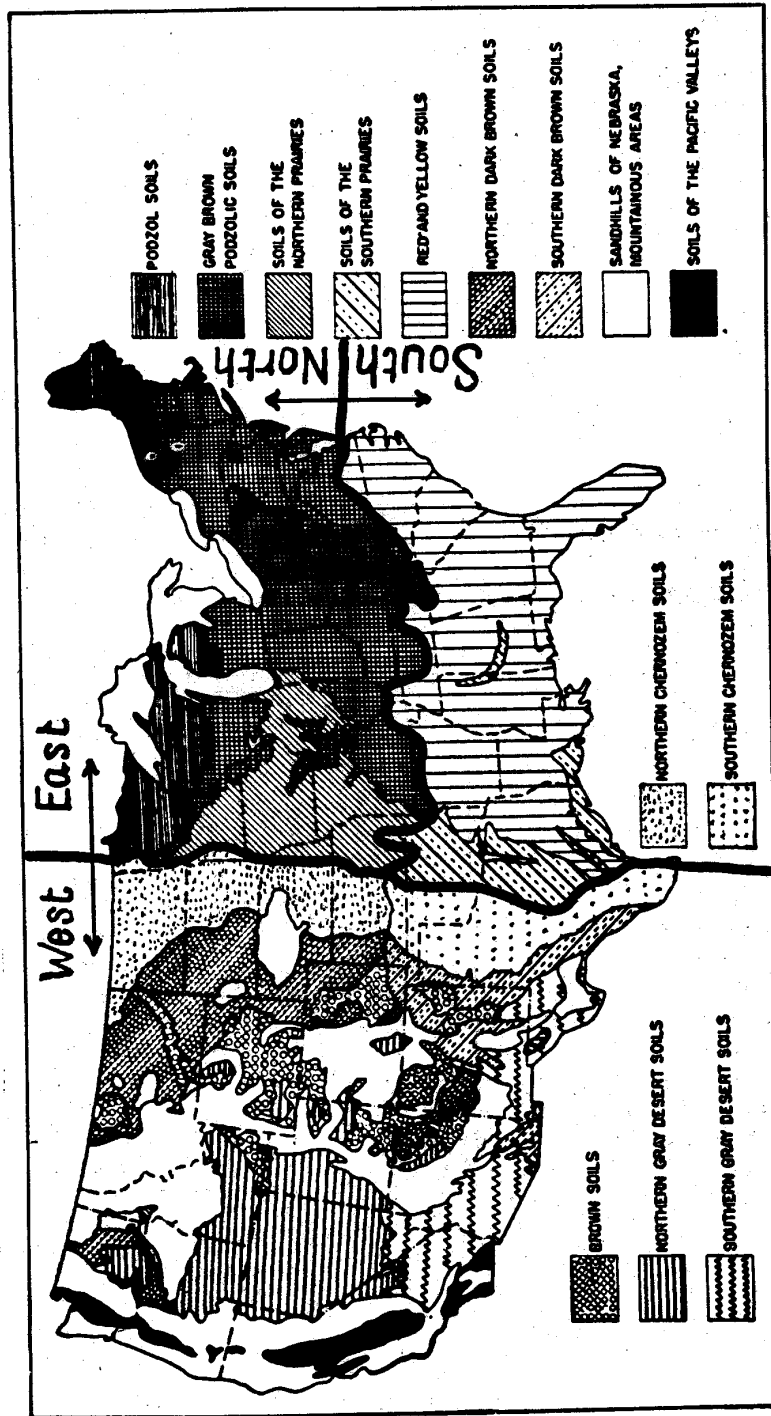 West East
South North
PODZOL SOILS
GRAY BROWN
PODZOLIC SOILS
SOILS OF THE
NORTHERN PRAIRIES
SOILS OF THE
SOUTHERN PRAIRIES
RED AND YELLOW SOILS
NORTHERN DARK BROWN SOILS
SOUTHERN DARK BROWN SOILS
SANDHILLS OF NEBRASKA,
MOUNTAINOUS AREAS
SOILS OF THE PACIFIC VALLEYS
NORTHERN CHERNOZEM SOILS
SOUTHERN CHERNOZEM SOILS
BROWN SOILS
NORTHERN GRAY DESERT SOILS
SOUTHERN GRAY DESERT SOILS